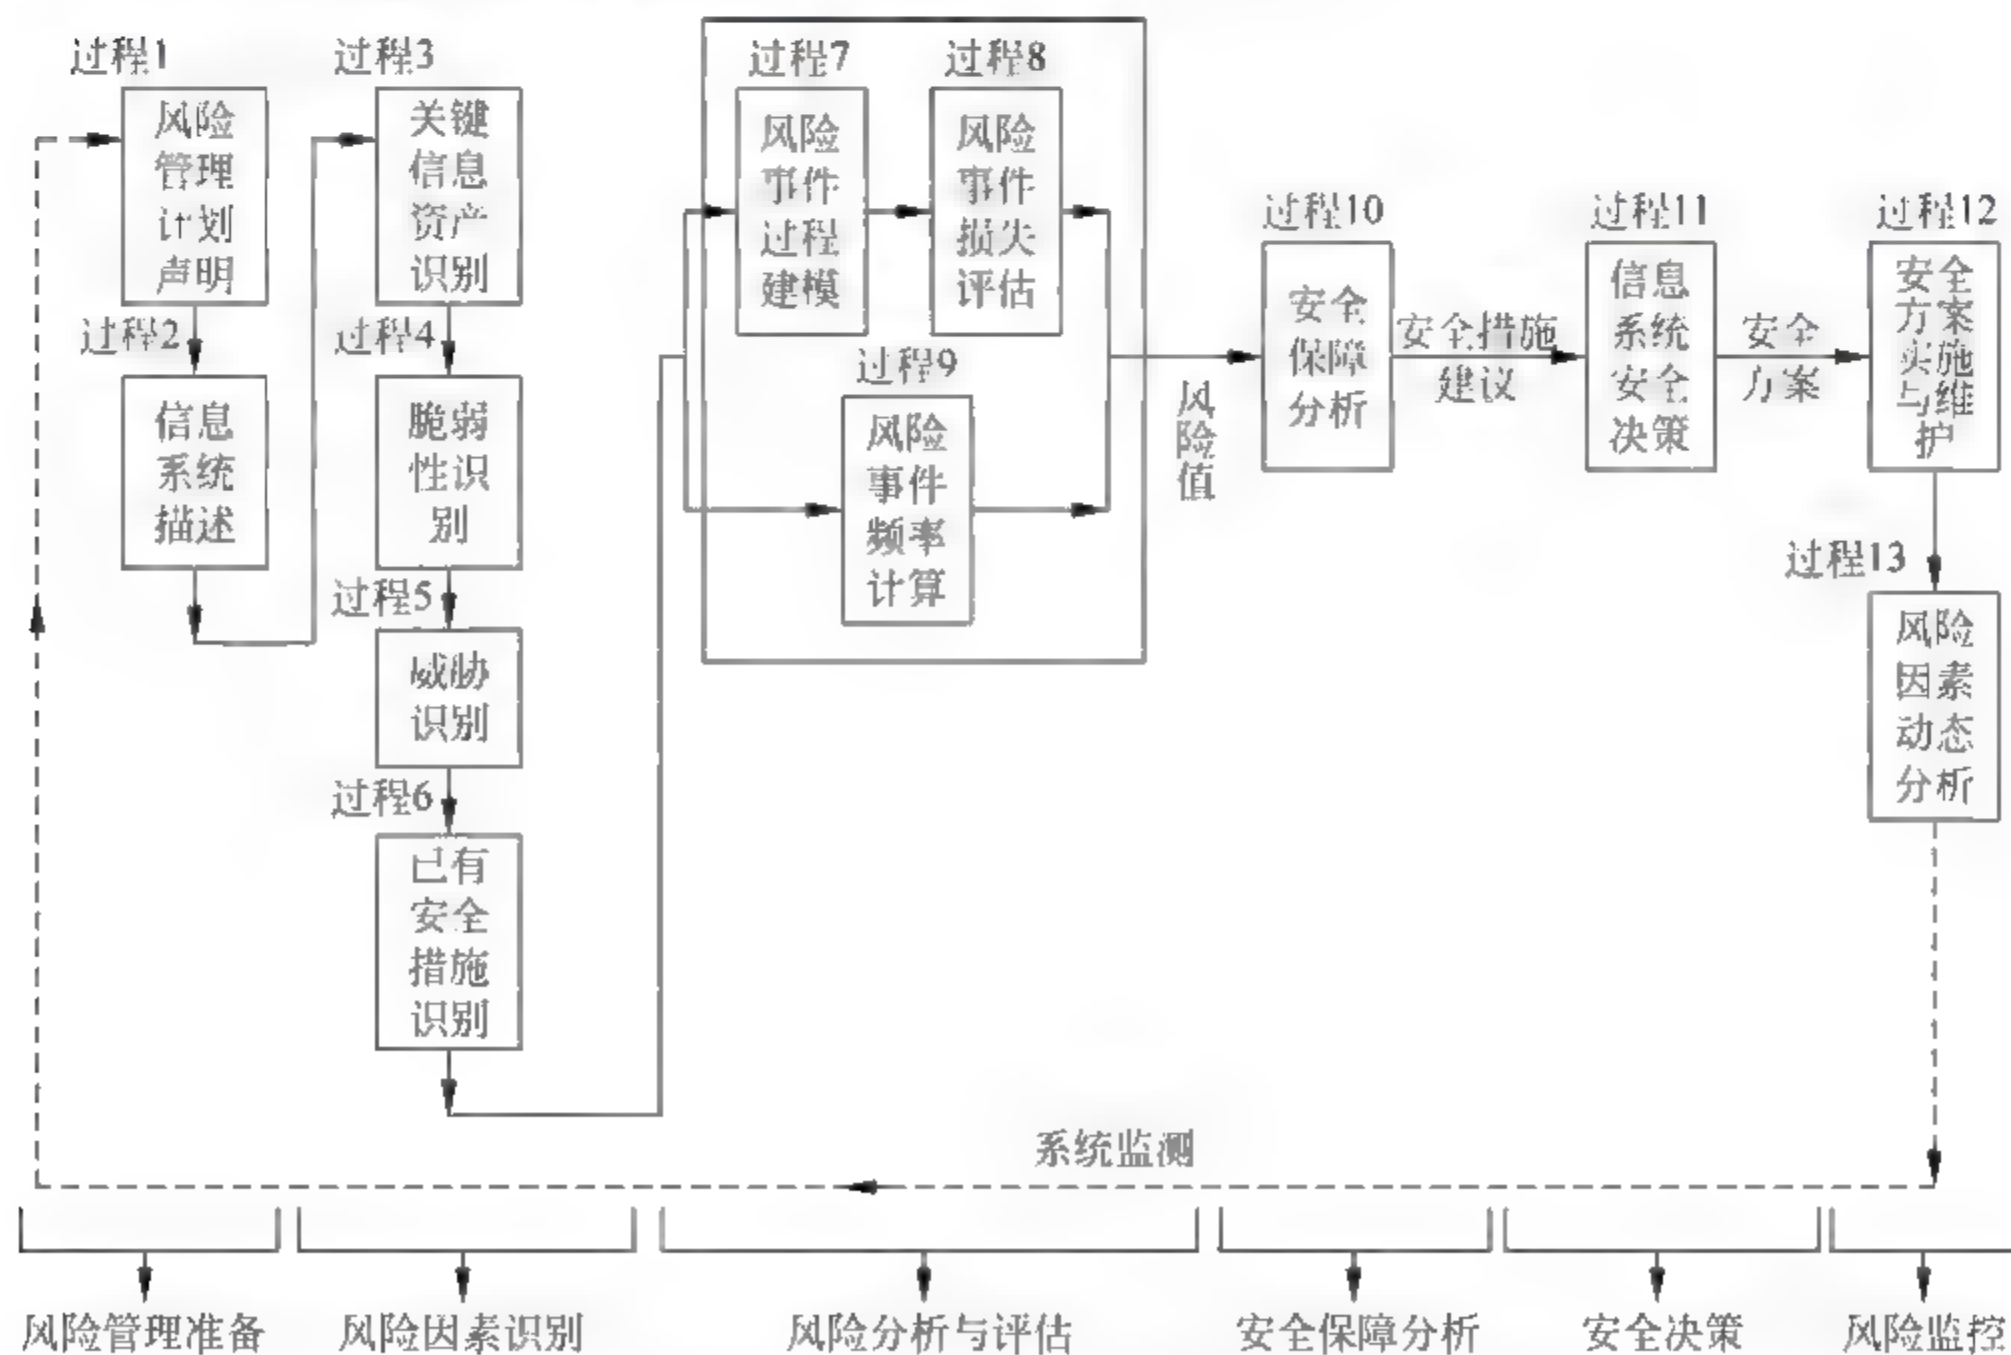 过程1
风险
管理
计划
声明
过程2
信息
系统
描述
过程3
关键
信息
资产
识别
过程4
脆弱
性识
别
过程5
威胁
识别
过程6
已有
安全
措施
识别
过程7
风险
事件
过程
建模
过程8
风险
事件
损失
评估
过程9
风险
事件
频率
计算
风险值
过程10
安全
保障
分析
安全措施
建议
过程11
信息
系统
安全
决策
安全
方案
过程12
安全
方案
实施
与维
护
过程13
风险
因素
动态
分析
系统监测
风险管理准备
风险因素识别
风险分析与评估
安全保障分析
安全决策
风险监控